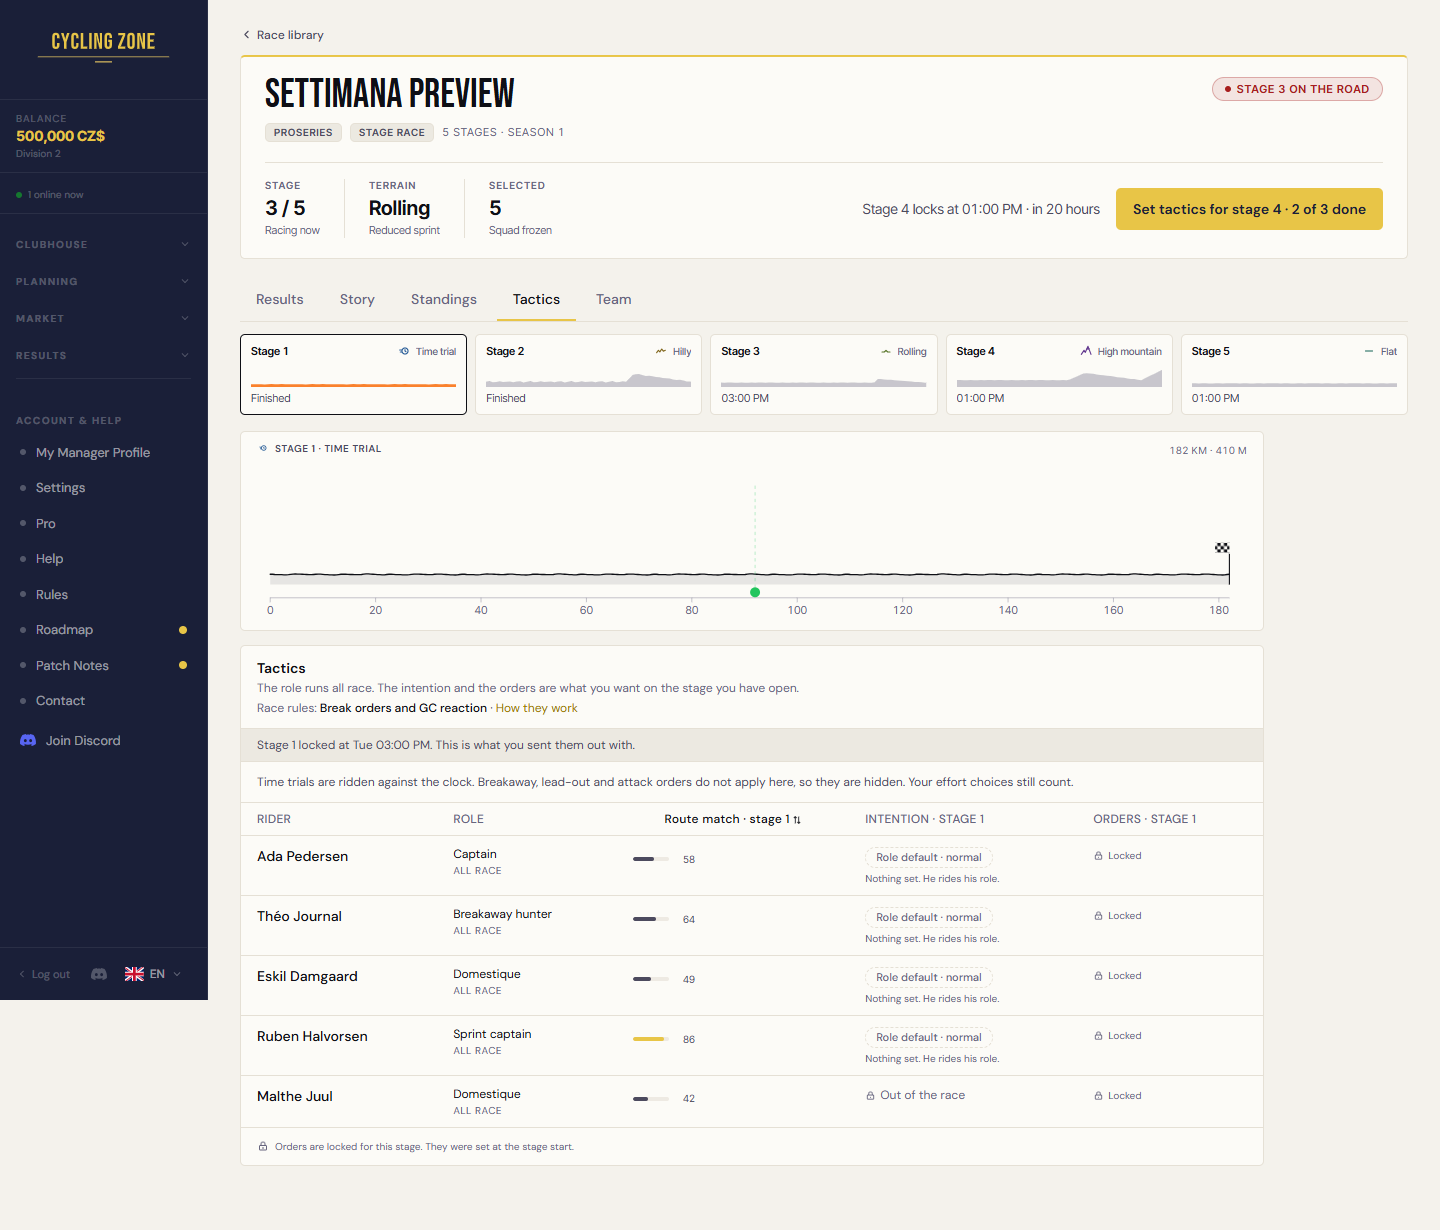 CYCLING ZONE
BALANCE
500,000 CZ$
Division 2
1 online now
CLUBHOUSE
PLANNING
MARKET
RESULTS
ACCOUNT & HELP
My Manager Profile
Settings
Pro
Help
Rules
Roadmap
Patch Notes
Contact
Join Discord
Log out
EN
Race library
SETTIMANA PREVIEW
STAGE 3 ON THE ROAD
PROSERIES STAGE RACE 5 STAGES · SEASON 1
STAGE
3 / 5
Racing now
TERRAIN
Rolling
Reduced sprint
SELECTED
5
Squad frozen
Stage 4 locks at 01:00 PM · in 20 hours
Set tactics for stage 4 · 2 of 3 done
Results Story Standings Tactics Team
Stage 1 Time trial
Finished
Stage 2 Hilly
Finished
Stage 3 Rolling
03:00 PM
Stage 4 High mountain
01:00 PM
Stage 5 Flat
01:00 PM
STAGE 1 · TIME TRIAL
182 KM · 410 M
0 20 40 60 80 100 120 140 160 180
Tactics
The role runs all race. The intention and the orders are what you want on the stage you have open.
Race rules: Break orders and GC reaction · How they work
Stage 1 locked at Tue 03:00 PM. This is what you sent them out with.
Time trials are ridden against the clock. Breakaway, lead-out and attack orders do not apply here, so they are hidden. Your effort choices still count.
RIDER ROLE Route match · stage 1 ↑↓ INTENTION · STAGE 1 ORDERS · STAGE 1
Ada Pedersen Captain 58 Role default · normal Locked
ALL RACE Nothing set. He rides his role.
Théo Journal Breakaway hunter 64 Role default · normal Locked
ALL RACE Nothing set. He rides his role.
Eskil Damgaard Domestique 49 Role default · normal Locked
ALL RACE Nothing set. He rides his role.
Ruben Halvorsen Sprint captain 86 Role default · normal Locked
ALL RACE Nothing set. He rides his role.
Malthe Juul Domestique 42 Out of the race Locked
ALL RACE
Orders are locked for this stage. They were set at the stage start.